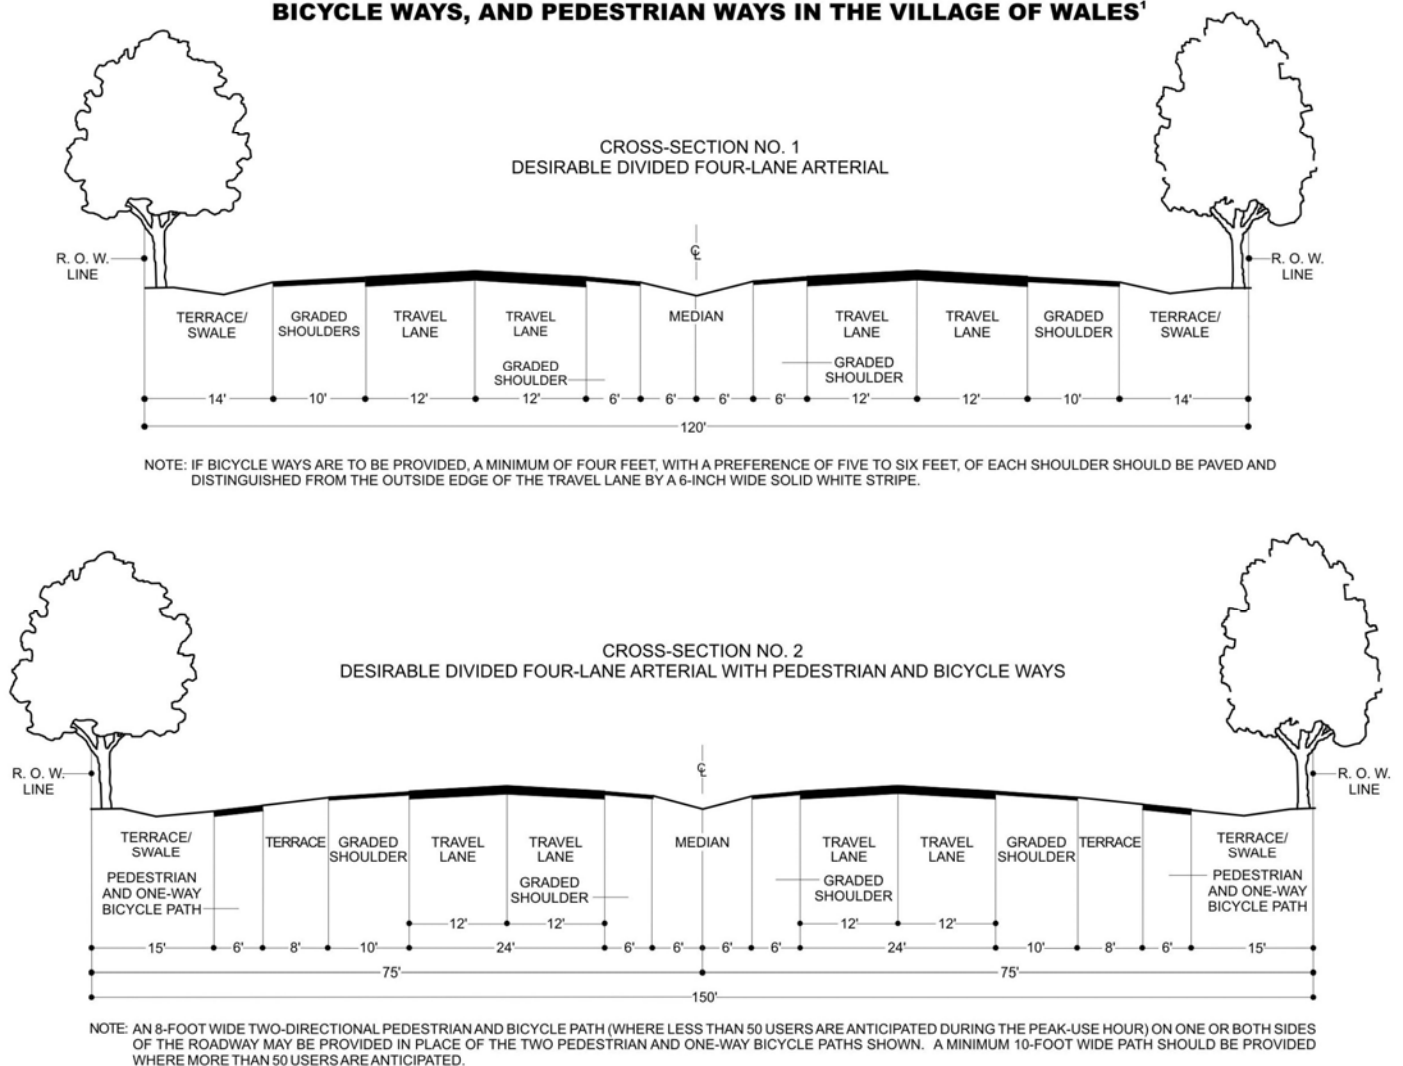 BICYCLE WAYS, AND PEDESTRIAN WAYS IN THE VILLAGE OF WALES¹
CROSS-SECTION NO. 1
DESIRABLE DIVIDED FOUR-LANE ARTERIAL
℄
R. O. W.
LINE
R. O. W.
LINE
TERRACE/
SWALE
GRADED
SHOULDERS
TRAVEL
LANE
TRAVEL
LANE
GRADED
SHOULDER
MEDIAN
TRAVEL
LANE
GRADED
SHOULDER
TRAVEL
LANE
GRADED
SHOULDER
TERRACE/
SWALE
14' 10' 12' 12' 6' 6' 6' 6' 12' 12' 10' 14'
120'
NOTE: IF BICYCLE WAYS ARE TO BE PROVIDED, A MINIMUM OF FOUR FEET, WITH A PREFERENCE OF FIVE TO SIX FEET, OF EACH SHOULDER SHOULD BE PAVED AND
DISTINGUISHED FROM THE OUTSIDE EDGE OF THE TRAVEL LANE BY A 6-INCH WIDE SOLID WHITE STRIPE.
CROSS-SECTION NO. 2
DESIRABLE DIVIDED FOUR-LANE ARTERIAL WITH PEDESTRIAN AND BICYCLE WAYS
℄
R. O. W.
LINE
R. O. W.
LINE
TERRACE/
SWALE
PEDESTRIAN
AND ONE-WAY
BICYCLE PATH
TERRACE
GRADED
SHOULDER
TRAVEL
LANE
TRAVEL
LANE
GRADED
SHOULDER
MEDIAN
TRAVEL
LANE
GRADED
SHOULDER
TRAVEL
LANE
GRADED
SHOULDER
TERRACE
TERRACE/
SWALE
PEDESTRIAN
AND ONE-WAY
BICYCLE PATH
12' 12' 12' 12'
15' 6' 8' 10' 24' 6' 6' 6' 6' 24' 10' 8' 6' 15'
75' 75'
150'
NOTE: AN 8-FOOT WIDE TWO-DIRECTIONAL PEDESTRIAN AND BICYCLE PATH (WHERE LESS THAN 50 USERS ARE ANTICIPATED DURING THE PEAK-USE HOUR) ON ONE OR BOTH SIDES
OF THE ROADWAY MAY BE PROVIDED IN PLACE OF THE TWO PEDESTRIAN AND ONE-WAY BICYCLE PATHS SHOWN. A MINIMUM 10-FOOT WIDE PATH SHOULD BE PROVIDED
WHERE MORE THAN 50 USERS ARE ANTICIPATED.